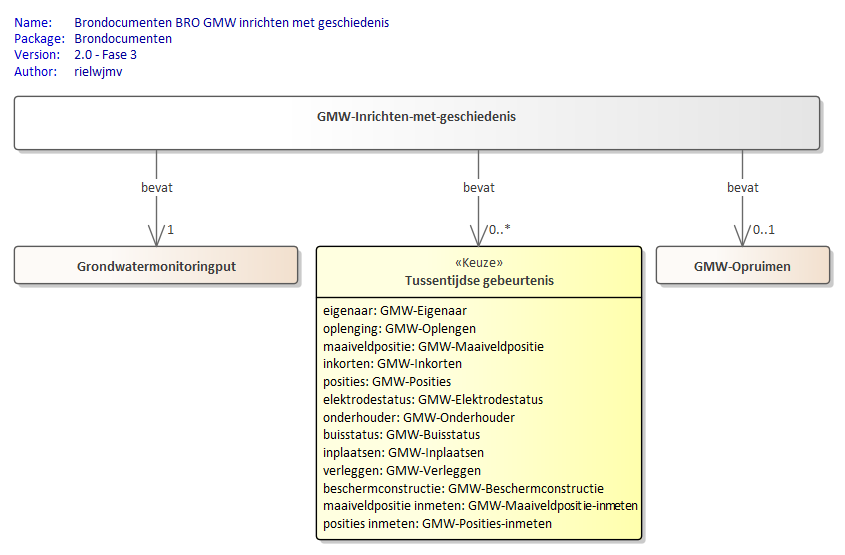 Name: Brondocumenten BRO GMW inrichten met geschiedenis
Package: Brondocumenten
Version: 2.0 - Fase 3
Author: rielwjmv
GMW-Inrichten-met-geschiedenis
bevat bevat bevat
1 0..* 0..1
Grondwatermonitoringput
«Keuze»
Tussentijdse gebeurtenis
GMW-Opruimen
eigenaar: GMW-Eigenaar
oplenging: GMW-Oplengen
maaiveldpositie: GMW-Maaiveldpositie
inkorten: GMW-Inkorten
posities: GMW-Posities
elektrodestatus: GMW-Elektrodestatus
onderhouder: GMW-Onderhouder
buisstatus: GMW-Buisstatus
inplaatsen: GMW-Inplaatsen
verleggen: GMW-Verleggen
beschermconstructie: GMW-Beschermconstructie
maaiveldpositie inmeten: GMW-Maaiveldpositie-inmeten
posities inmeten: GMW-Posities-inmeten